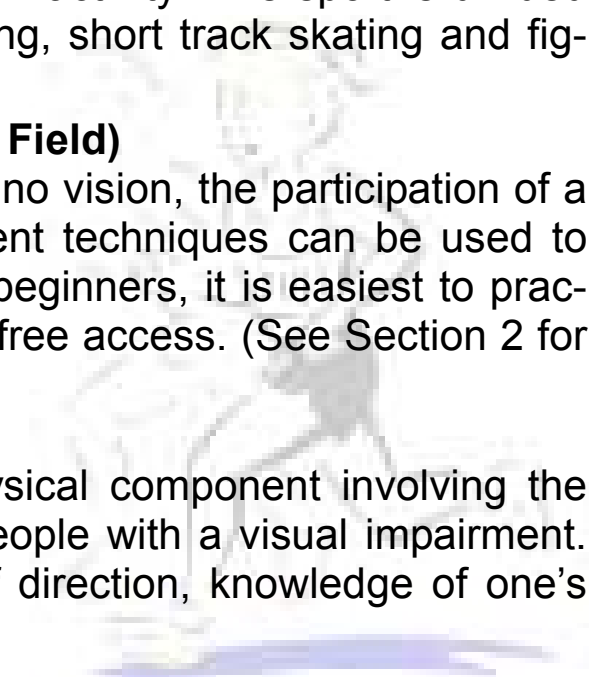 ng, short track skating and fig-
Field)
no vision, the participation of a
ent techniques can be used to
beginners, it is easiest to prac-
free access. (See Section 2 for
ysical component involving the
eople with a visual impairment.
direction, knowledge of one’s